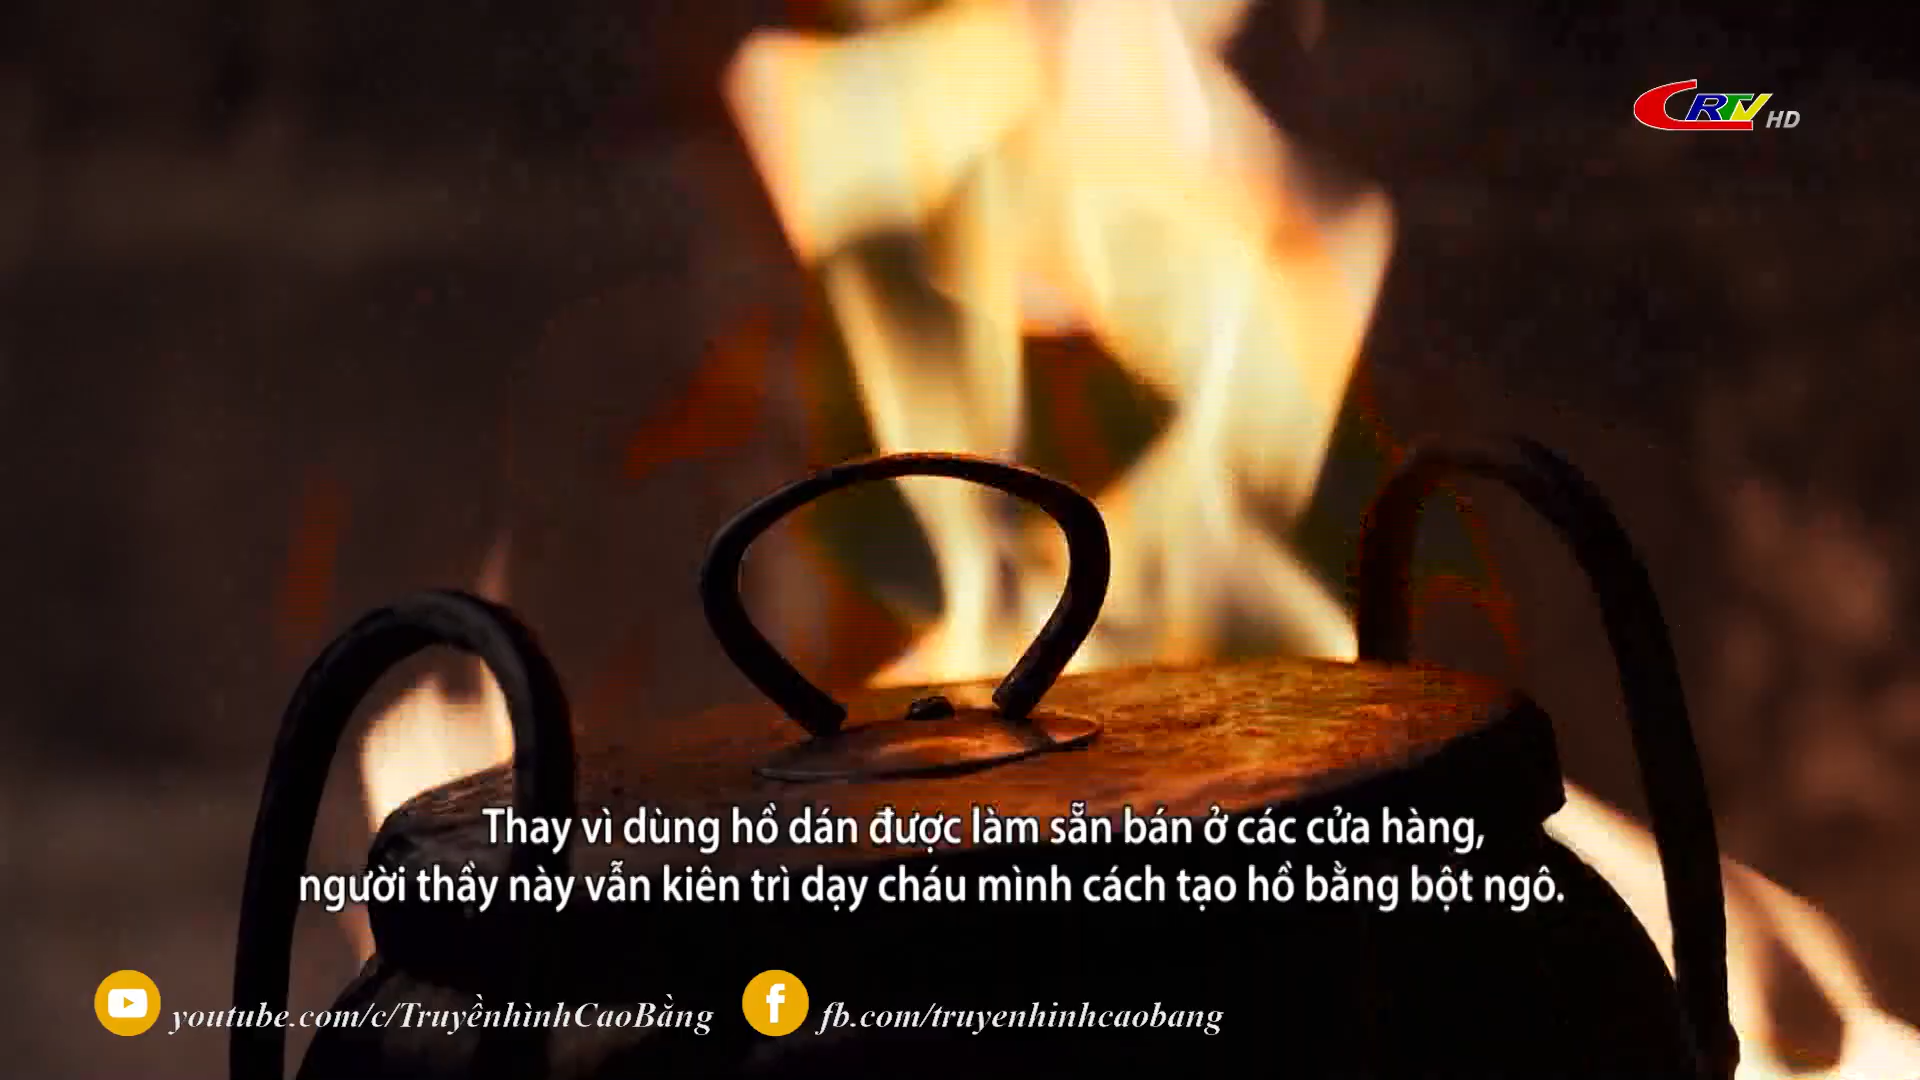 CRTV HD
Thay vì dùng hồ dán được làm sẵn bán ở các cửa hàng,
người thầy này vẫn kiên trì dạy cháu mình cách tạo hồ bằng bột ngô.
youtube.com/c/TruyềnhìnhCaoBằng fb.com/truyenhinhcaobang